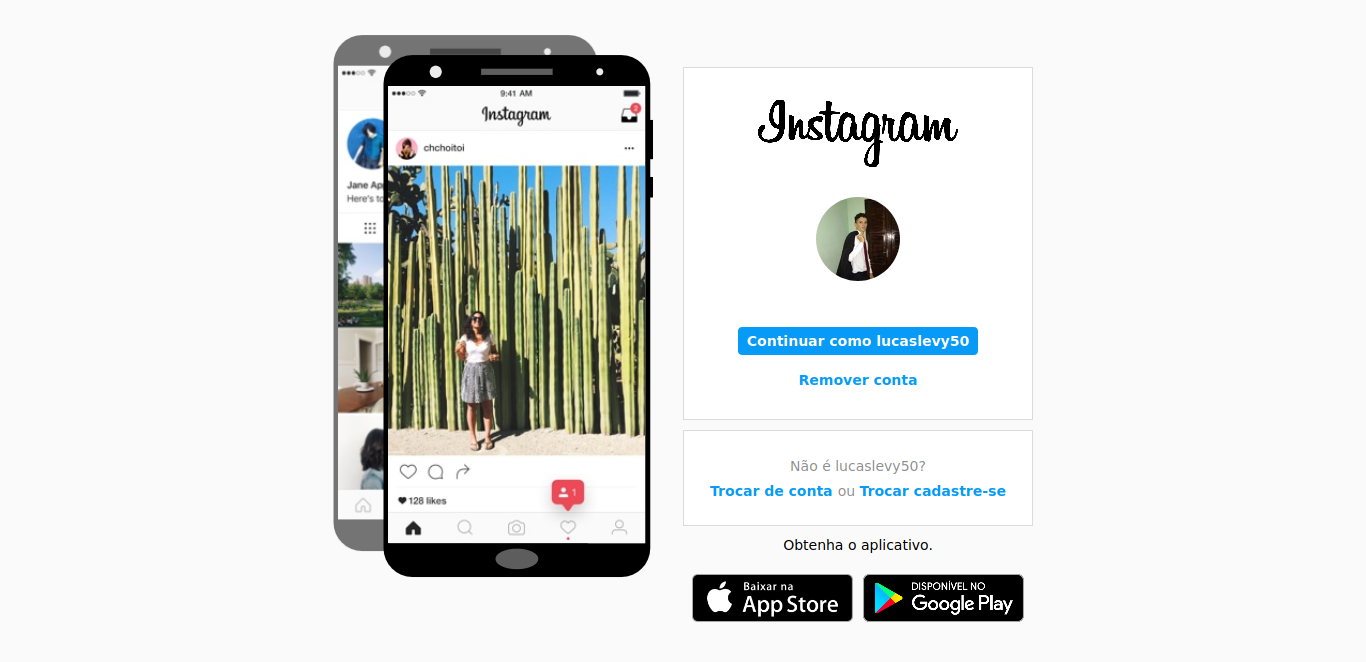 9:41 AM
Instagram
2
chchoitoi
Jane Ap
Here's to
128 likes
1
Instagram
Continuar como lucaslevy50
Remover conta
Não é lucaslevy50?
Trocar de conta ou Trocar cadastre-se
Obtenha o aplicativo.
Baixar na
App Store
DISPONÍVEL NO
Google Play